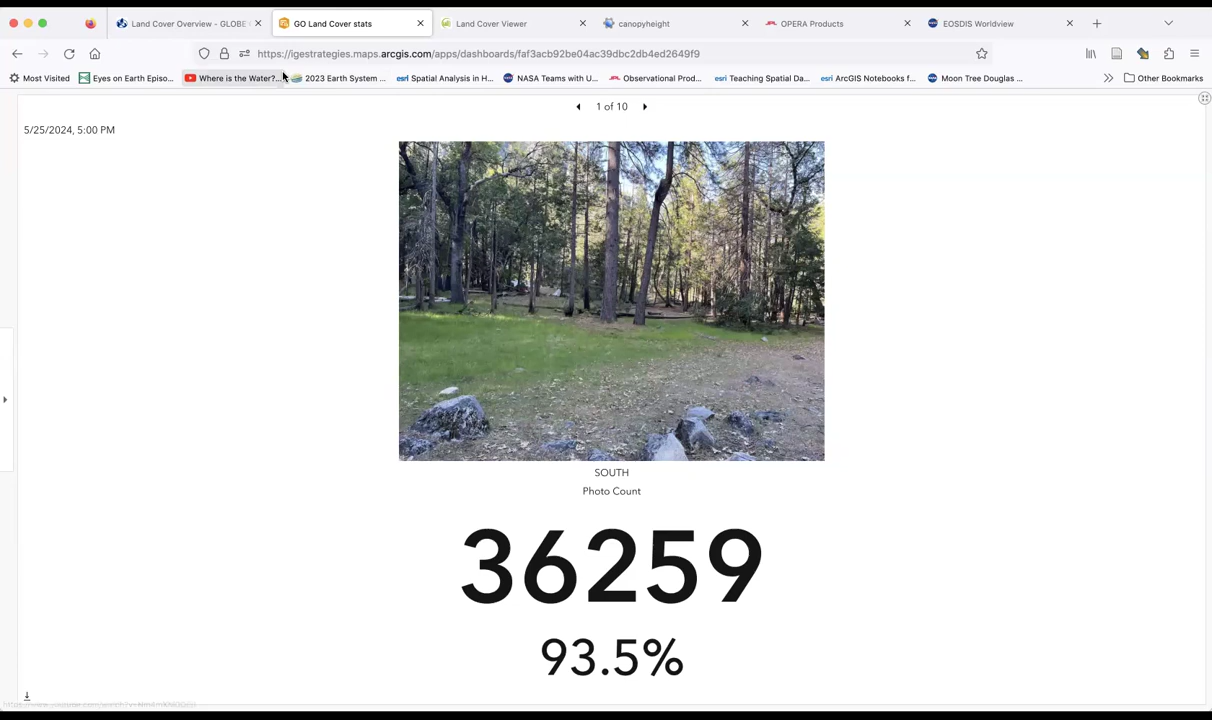 Land Cover Overview - GLOBE
GO Land Cover stats
Land Cover Viewer
canopyheight
OPERA Products
EOSDIS Worldview
https://igestrategies.maps.arcgis.com/apps/dashboards/faf3acb92be04ac39dbc2db4ed2649f9
Most Visited
Eyes on Earth Episo...
Where is the Water?...
2023 Earth System ...
esri Spatial Analysis in H...
NASA Teams with U...
Observational Prod...
esri Teaching Spatial Da...
esri ArcGIS Notebooks f...
Moon Tree Douglas ...
Other Bookmarks
1 of 10
5/25/2024, 5:00 PM
SOUTH
Photo Count
36259
93.5%